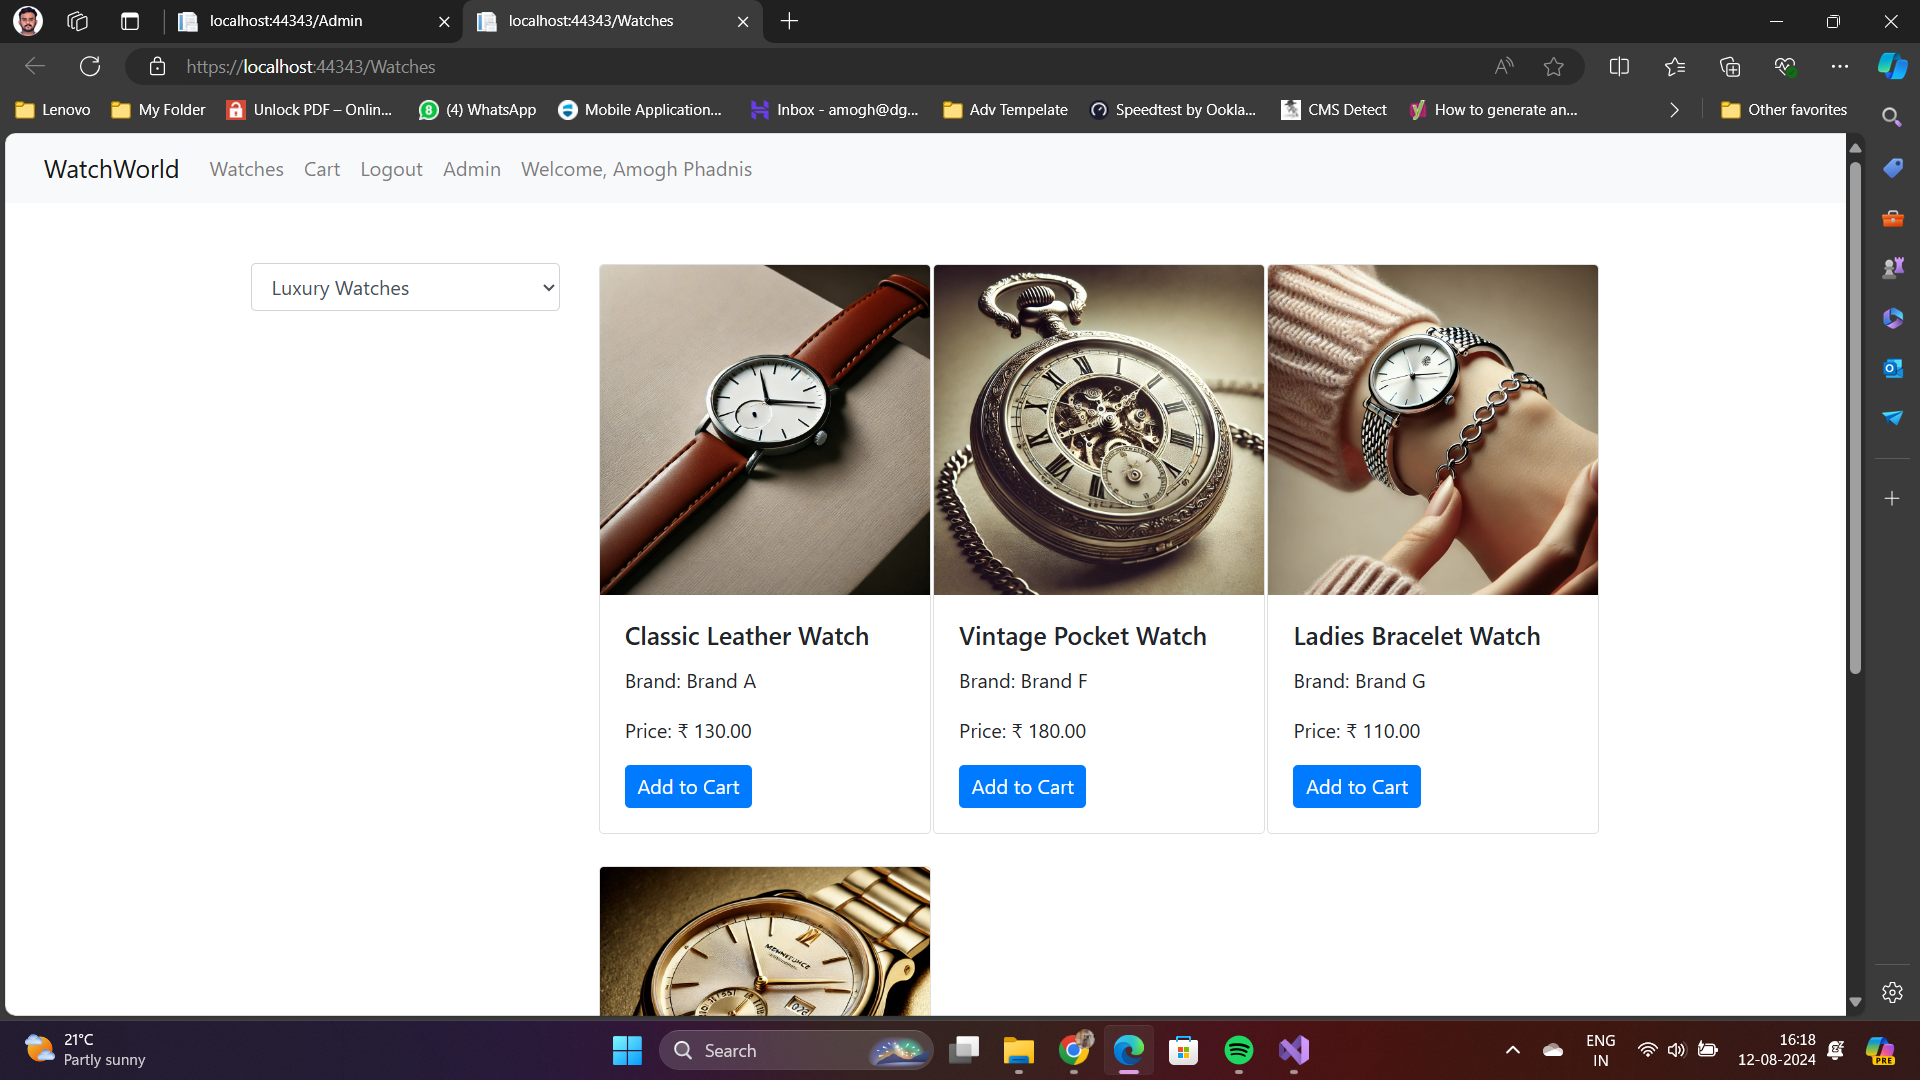 localhost:44343/Admin
localhost:44343/Watches
https://localhost:44343/Watches
Lenovo
My Folder
Unlock PDF – Onlin...
(4) WhatsApp
Mobile Application...
Inbox - amogh@dg...
Adv Tempelate
Speedtest by Ookla...
CMS Detect
How to generate an...
Other favorites
WatchWorld
Watches
Cart
Logout
Admin
Welcome, Amogh Phadnis
Luxury Watches
Classic Leather Watch
Brand: Brand A
Price: ₹ 130.00
Add to Cart
Vintage Pocket Watch
Brand: Brand F
Price: ₹ 180.00
Add to Cart
Ladies Bracelet Watch
Brand: Brand G
Price: ₹ 110.00
Add to Cart
21°C
Partly sunny
Search
ENG
IN
16:18
12-08-2024
PRE